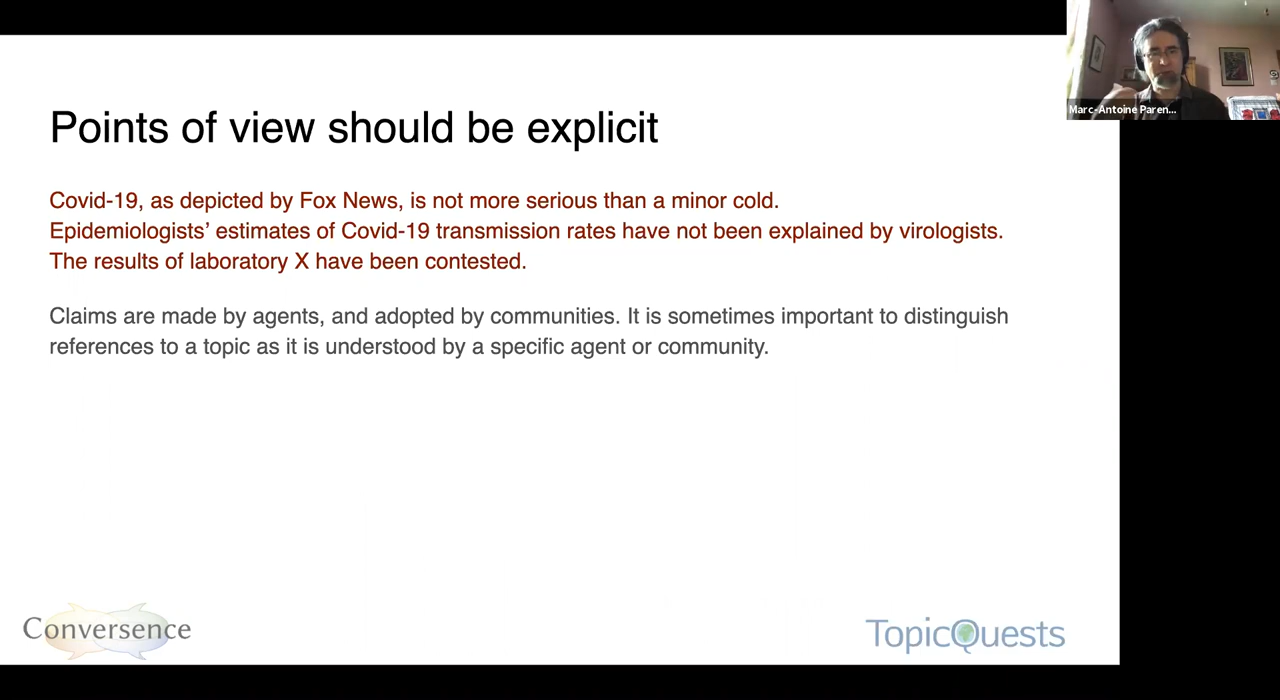 Marc-Antoine Paren...
Points of view should be explicit
Covid-19, as depicted by Fox News, is not more serious than a minor cold.
Epidemiologists’ estimates of Covid-19 transmission rates have not been explained by virologists.
The results of laboratory X have been contested.
Claims are made by agents, and adopted by communities. It is sometimes important to distinguish
references to a topic as it is understood by a specific agent or community.
Conversence
TopicQuests